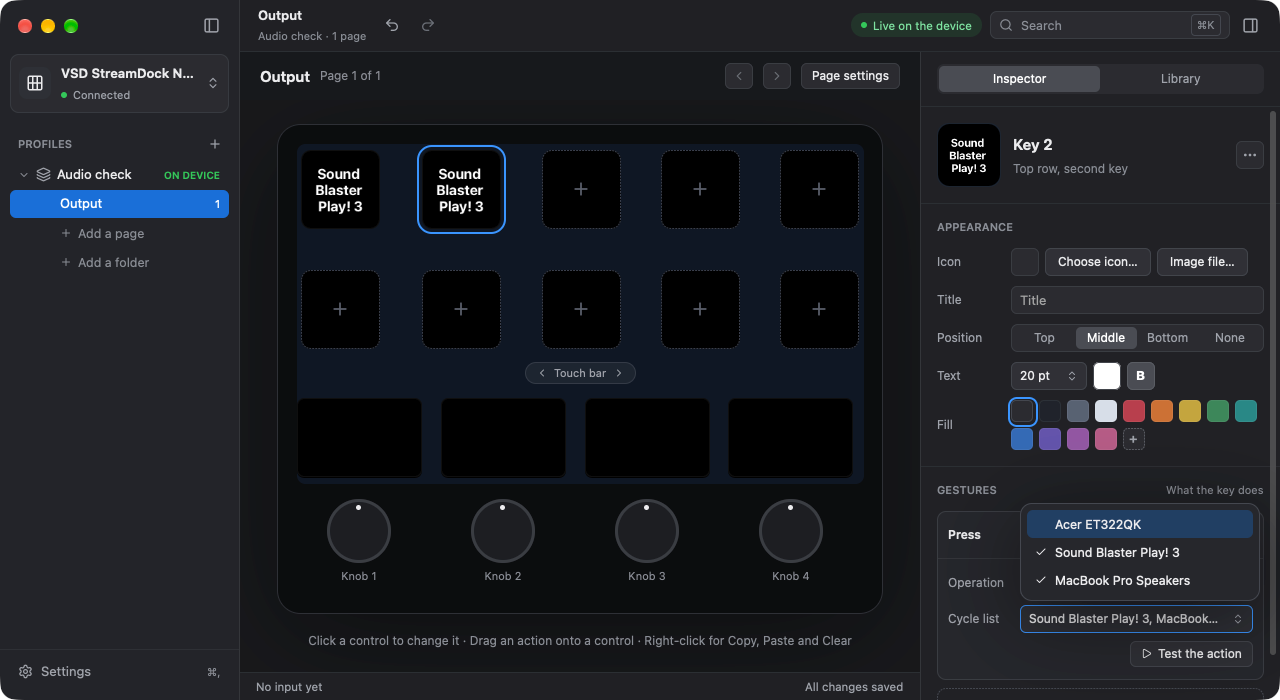 Output
Audio check · 1 page
Live on the device
Search
⌘K
VSD StreamDock N...
Connected
PROFILES
Audio check
ON DEVICE
Output
1
Add a page
Add a folder
Settings
⌘,
Output
Page 1 of 1
Page settings
Sound
Blaster
Play! 3
Sound
Blaster
Play! 3
Touch bar
Knob 1
Knob 2
Knob 3
Knob 4
Click a control to change it · Drag an action onto a control · Right-click for Copy, Paste and Clear
No input yet
All changes saved
Inspector
Library
Sound
Blaster
Play! 3
Key 2
Top row, second key
APPEARANCE
Icon
Choose icon...
Image file...
Title
Title
Position
Top
Middle
Bottom
None
Text
20 pt
B
Fill
GESTURES
What the key does
Press
Acer ET322QK
Sound Blaster Play! 3
MacBook Pro Speakers
Operation
Cycle list
Sound Blaster Play! 3, MacBook...
Test the action